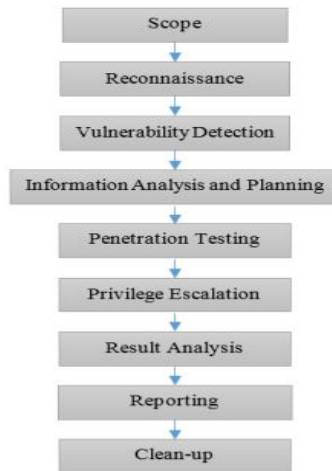 Scope
Reconnaissance
Vulnerability Detection
Information Analysis and Planning
Penetration Testing
Privilege Escalation
Result Analysis
Reporting
Clean-up